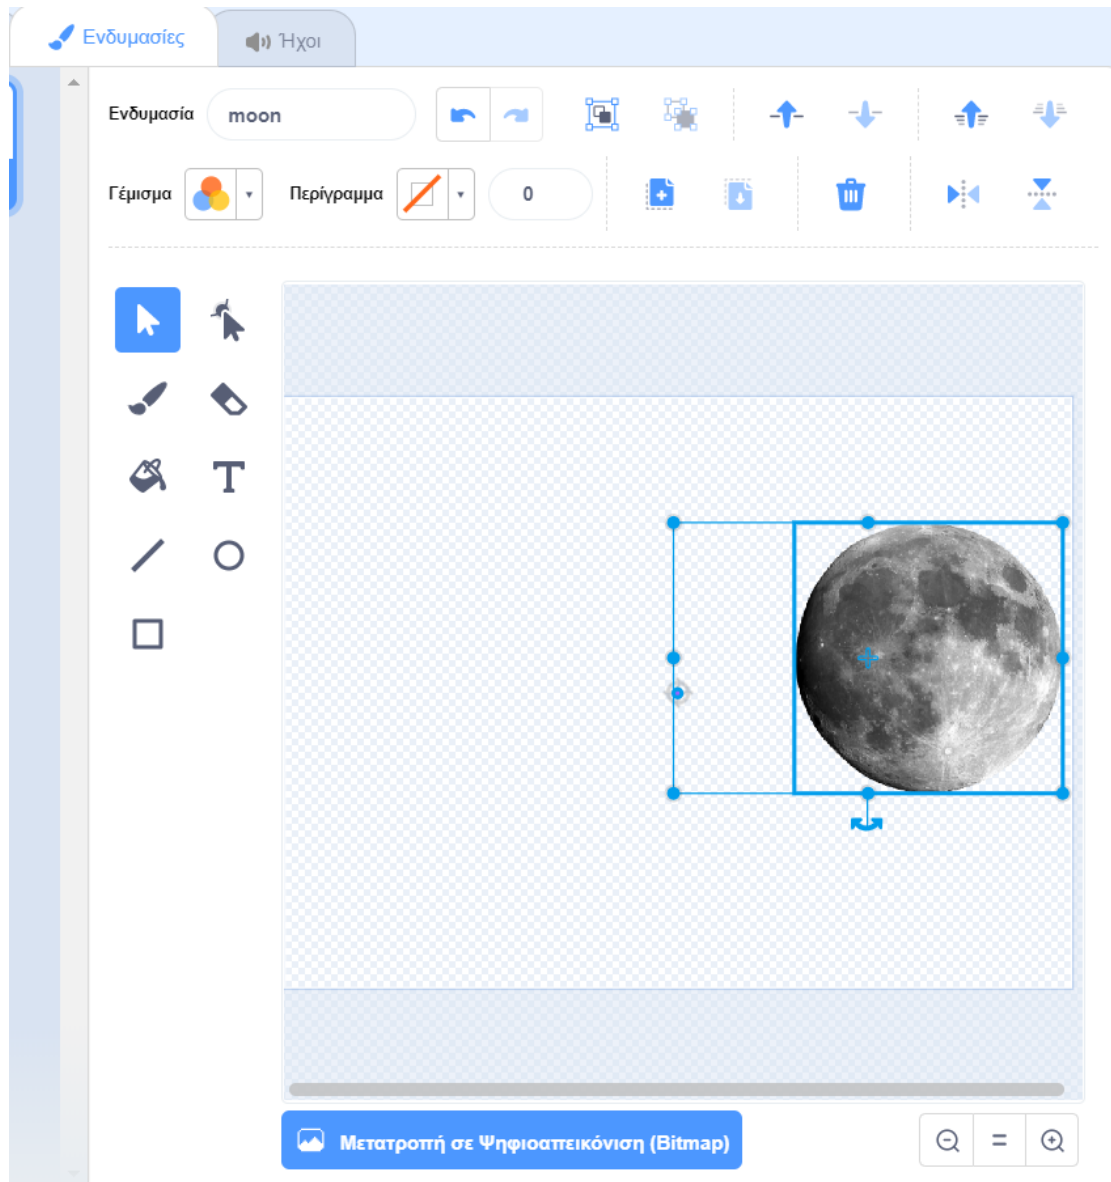 Ενδυμασίες
Ήχοι
Ενδυμασία moon
Γέμισμα Περίγραμμα 0
Μετατροπή σε Ψηφιοαπεικόνιση (Bitmap)